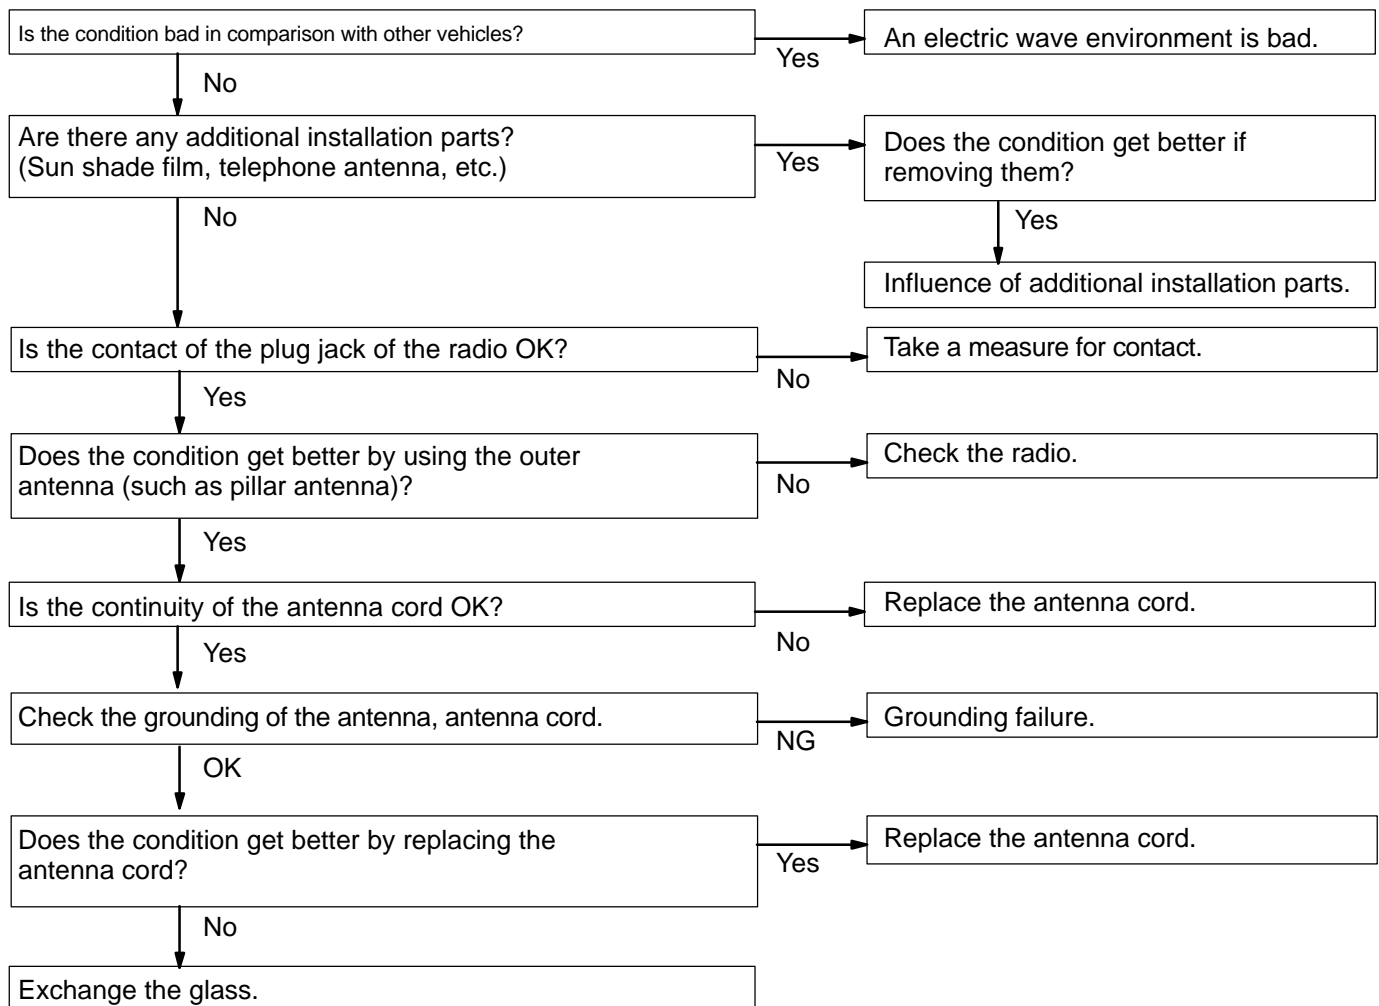 Is the condition bad in comparison with other vehicles?
Yes
An electric wave environment is bad.
No
Are there any additional installation parts?
(Sun shade film, telephone antenna, etc.)
Yes
Does the condition get better if
removing them?
No
Yes
Influence of additional installation parts.
Is the contact of the plug jack of the radio OK?
No
Take a measure for contact.
Yes
Does the condition get better by using the outer
antenna (such as pillar antenna)?
No
Check the radio.
Yes
Is the continuity of the antenna cord OK?
No
Replace the antenna cord.
Yes
Check the grounding of the antenna, antenna cord.
NG
Grounding failure.
OK
Does the condition get better by replacing the
antenna cord?
Yes
Replace the antenna cord.
No
Exchange the glass.